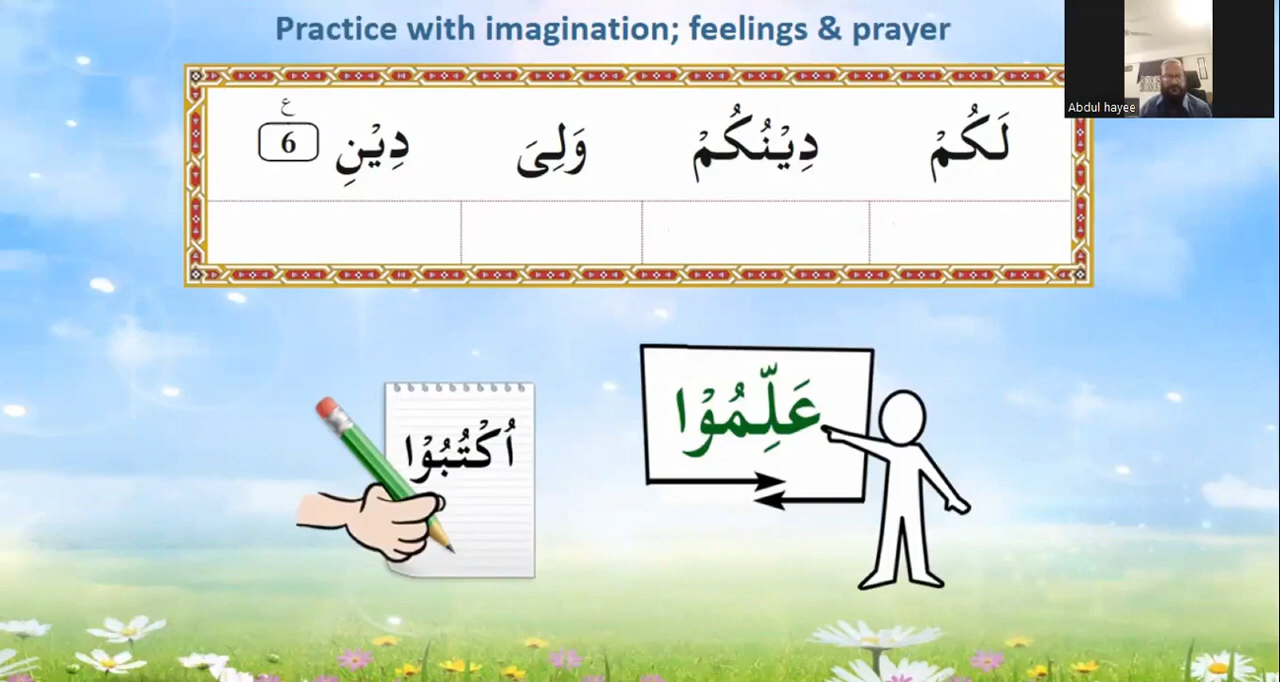 Practice with imagination; feelings & prayer
Abdul hayee
ع
لَكُمْ دِيْنُكُمْ وَلِىَ دِيْنِ 6
اُكْتُبُوْا
عَلِّمُوْا